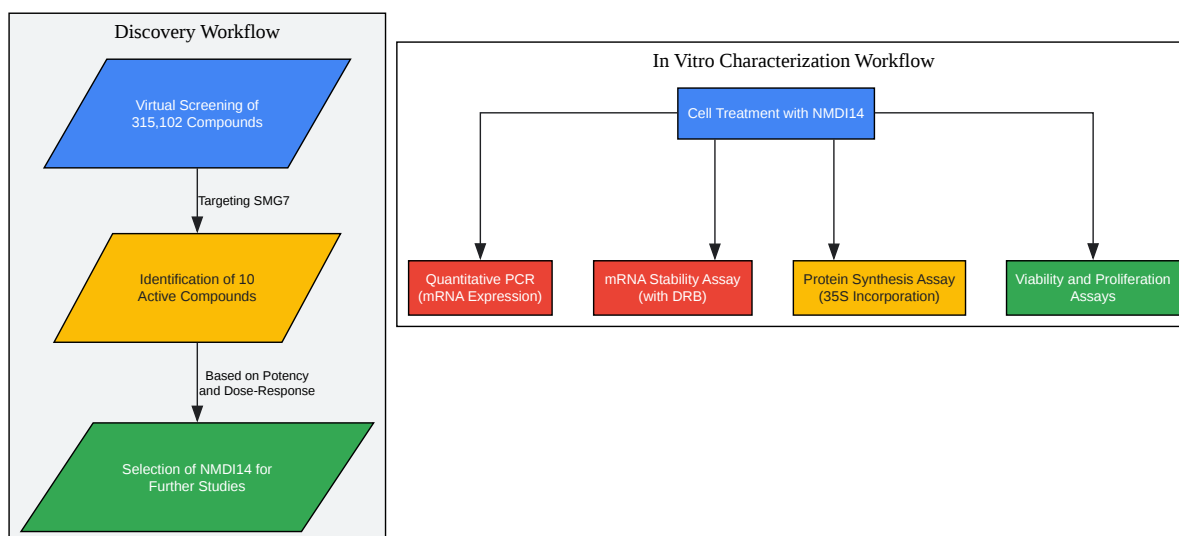 Discovery Workflow
Virtual Screening of
315,102 Compounds
Targeting SMG7
Identification of 10
Active Compounds
Based on Potency
and Dose-Response
Selection of NMDI14 for
Further Studies
In Vitro Characterization Workflow
Cell Treatment with NMDI14
Quantitative PCR
(mRNA Expression)
mRNA Stability Assay
(with DRB)
Protein Synthesis Assay
(35S Incorporation)
Viability and Proliferation
Assays